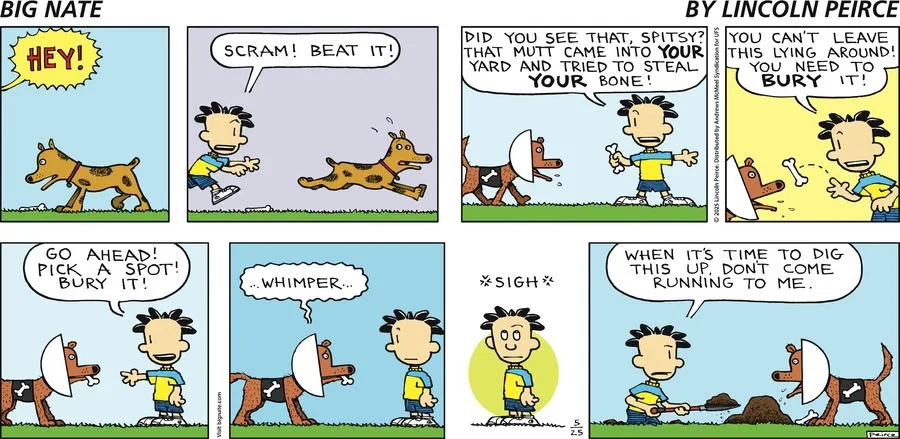 BIG NATE
BY LINCOLN PEIRCE
HEY!
SCRAM! BEAT IT!
DID YOU SEE THAT, SPITSY?
THAT MUTT CAME INTO YOUR
YARD AND TRIED TO STEAL
YOUR BONE!
© 2025 Lincoln Peirce. Distributed by Andrews McMeel Syndication for UFS
YOU CAN'T LEAVE
THIS LYING AROUND!
YOU NEED TO
BURY IT!
GO AHEAD!
PICK A SPOT!
BURY IT!
Visit bignate.com
...WHIMPER...
*SIGH*
5
25
WHEN IT'S TIME TO DIG
THIS UP, DON'T COME
RUNNING TO ME.
PEIRCE